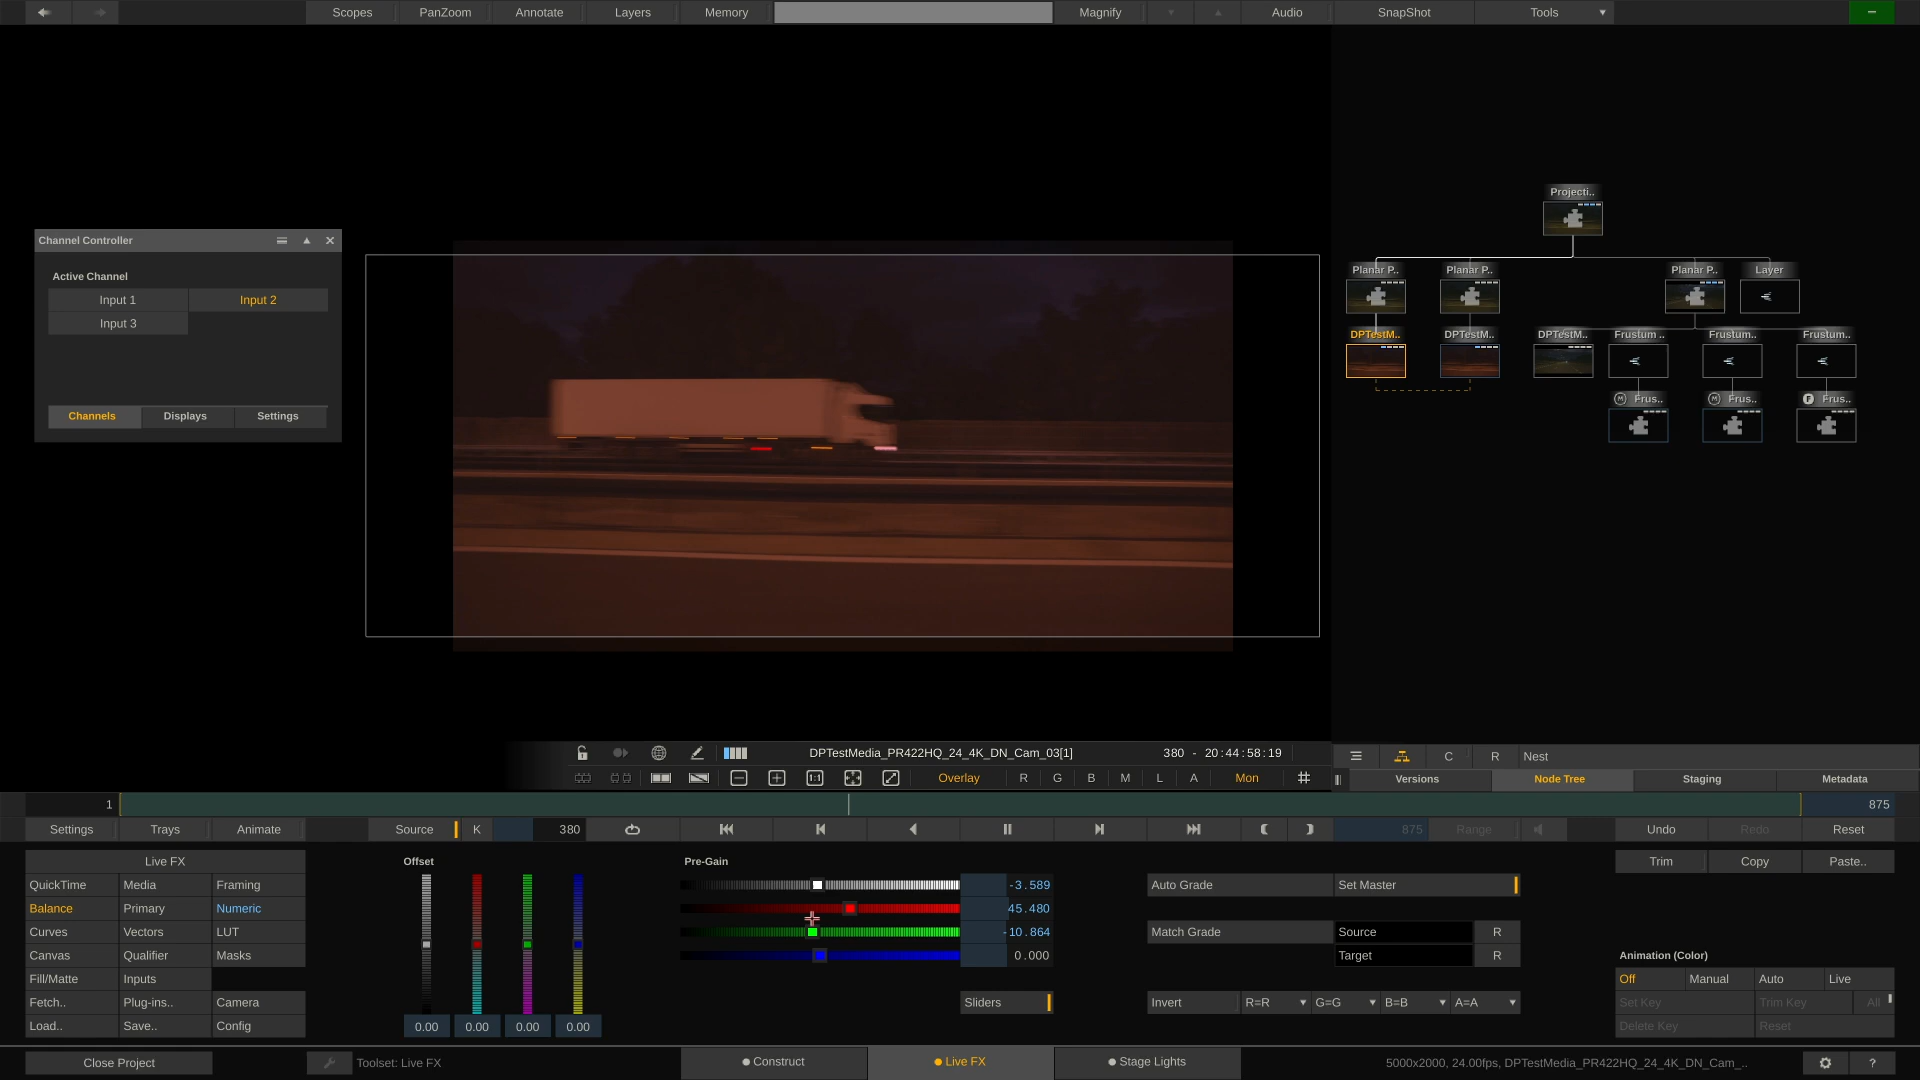 Scopes PanZoom Annotate Layers Memory Magnify Audio SnapShot Tools
Projecti..
Channel Controller
Active Channel
Input 1 Input 2
Input 3
Channels Displays Settings
Planar P.. Planar P.. Planar P.. Layer
DPTestM.. DPTestM.. DPTestM.. Frustum .. Frustum.. Frustum..
M Frus.. M Frus.. F Frus..
DPTestMedia_PR422HQ_24_4K_DN_Cam_03[1] 380 - 20:44:58:19
C R Nest
1:1 Overlay R G B M L A Mon
Versions Node Tree Staging Metadata
1 875
Settings Trays Animate Source K 380 875 Range Undo Redo Reset
Live FX Offset Pre-Gain Trim Copy Paste..
QuickTime Media Framing -3.589 Auto Grade Set Master
Balance Primary Numeric 45.480
Curves Vectors LUT -10.864 Match Grade Source R
Canvas Qualifier Masks 0.000 Target R Animation (Color)
Fill/Matte Inputs Off Manual Auto Live
Fetch.. Plug-ins.. Camera Sliders Invert R=R G=G B=B A=A Set Key Trim Key All
Load.. Save.. Config 0.00 0.00 0.00 0.00 Delete Key Reset
Close Project Toolset: Live FX Construct Live FX Stage Lights 5000x2000, 24.00fps, DPTestMedia_PR422HQ_24_4K_DN_Cam_.. ?